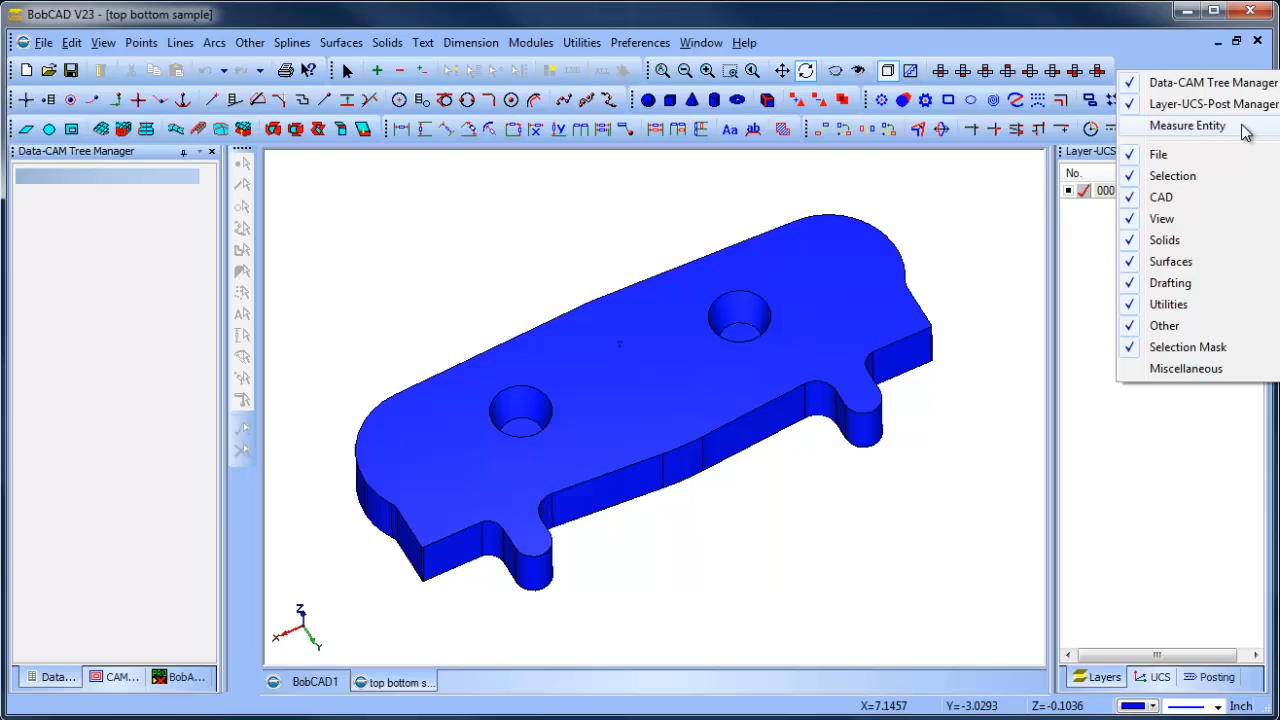 BobCAD V23 - [top bottom sample]
File Edit View Points Lines Arcs Other Splines Surfaces Solids Text Dimension Modules Utilities Preferences Window Help
ALL
Aa ab
Data-CAM Tree Manager
Layer-UCS
No.
000
Data-CAM Tree Manager
Layer-UCS-Post Manager
Measure Entity
File
Selection
CAD
View
Solids
Surfaces
Drafting
Utilities
Other
Selection Mask
Miscellaneous
Z
X
Y
Data... CAM... BobA...
BobCAD1 top bottom s...
Layers UCS Posting
X=7.1457 Y=-3.0293 Z=-0.1036 Inch